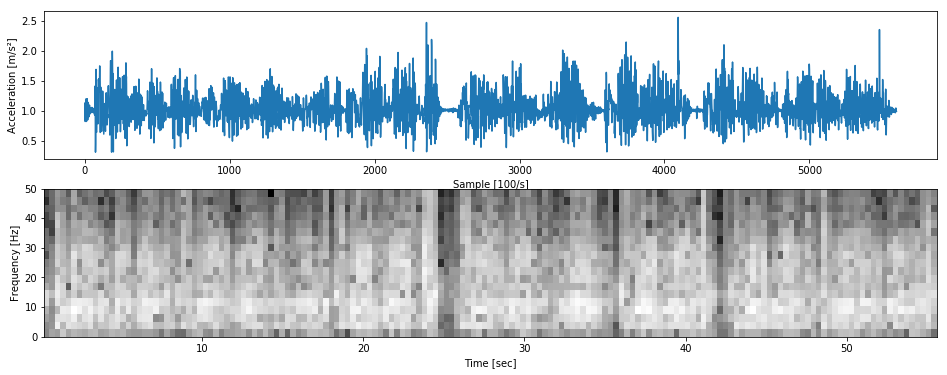 Acceleration [m/s²]
2.5
2.0
1.5
1.0
0.5
0 1000 2000 3000 4000 5000
Sample [100/s]
Frequency [Hz]
50
40
30
20
10
0
10 20 30 40 50
Time [sec]